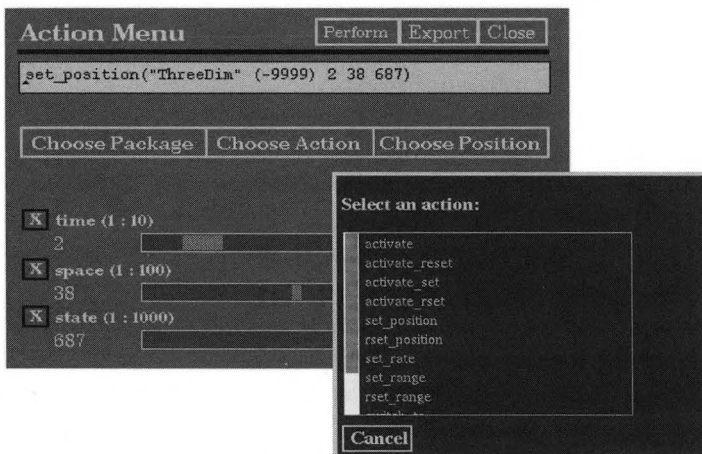 Action Menu
Perform Export Close
set_position("ThreeDim" (-9999) 2 38 687)
Choose Package Choose Action Choose Position
X time (1 : 10)
2
X space (1 : 100)
38
X state (1 : 1000)
687
Select an action:
activate
activate_reset
activate_set
activate_rset
set_position
rset_position
set_rate
set_range
rset_range
Cancel